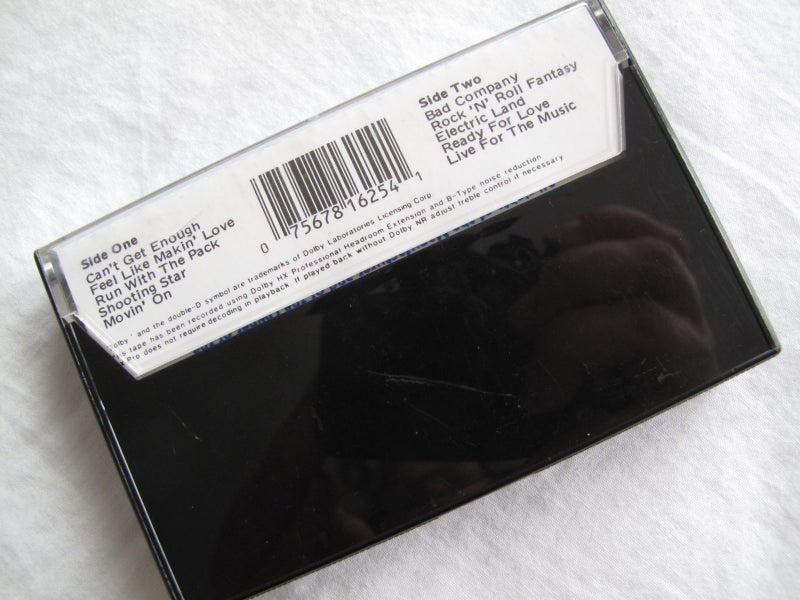 Side One
Can't Get Enough
Feel Like Makin' Love
Run With The Pack
Shooting Star
Movin' On
0 75678 16254 1
Side Two
Bad Company
Rock 'N' Roll Fantasy
Electric Land
Ready For Love
Live For The Music
and the double-D symbol are trademarks of Dolby Laboratories Licensing Corp
tape has been recorded using Dolby HX Professional Headroom Extension and B-Type noise reduction
Pro does not require decoding in playback. If played back without Dolby NR adjust treble control if necessary